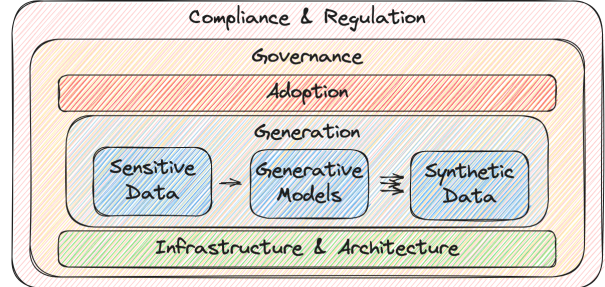 Compliance & Regulation
Governance
Adoption
Generation
Sensitive
Data
Generative
Models
Synthetic
Data
Infrastructure & Architecture